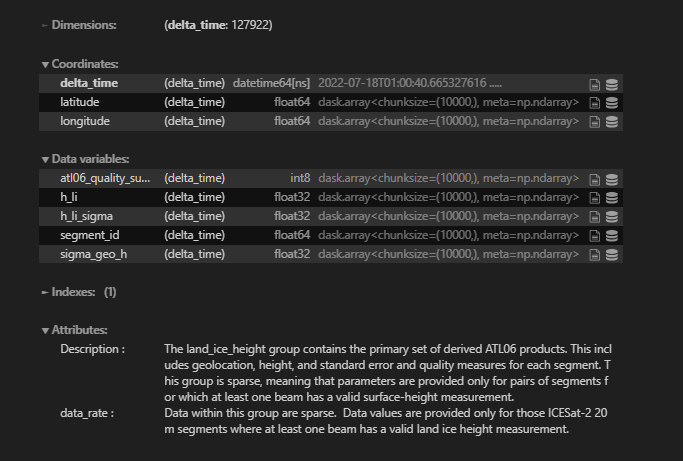 Dimensions: (delta_time: 127922)
Coordinates:
delta_time (delta_time) datetime64[ns] 2022-07-18T01:00:40.665327616 .....
latitude (delta_time) float64 dask.array<chunksize=(10000,), meta=np.ndarray>
longitude (delta_time) float64 dask.array<chunksize=(10000,), meta=np.ndarray>
Data variables:
atl06_quality_su... (delta_time) int8 dask.array<chunksize=(10000,), meta=np.ndarray>
h_li (delta_time) float32 dask.array<chunksize=(10000,), meta=np.ndarray>
h_li_sigma (delta_time) float32 dask.array<chunksize=(10000,), meta=np.ndarray>
segment_id (delta_time) float64 dask.array<chunksize=(10000,), meta=np.ndarray>
sigma_geo_h (delta_time) float32 dask.array<chunksize=(10000,), meta=np.ndarray>
Indexes: (1)
Attributes:
Description : The land_ice_height group contains the primary set of derived ATL06 products. This incl
udes geolocation, height, and standard error and quality measures for each segment. T
his group is sparse, meaning that parameters are provided only for pairs of segments f
or which at least one beam has a valid surface-height measurement.
data_rate : Data within this group are sparse.  Data values are provided only for those ICESat-2 20
m segments where at least one beam has a valid land ice height measurement.